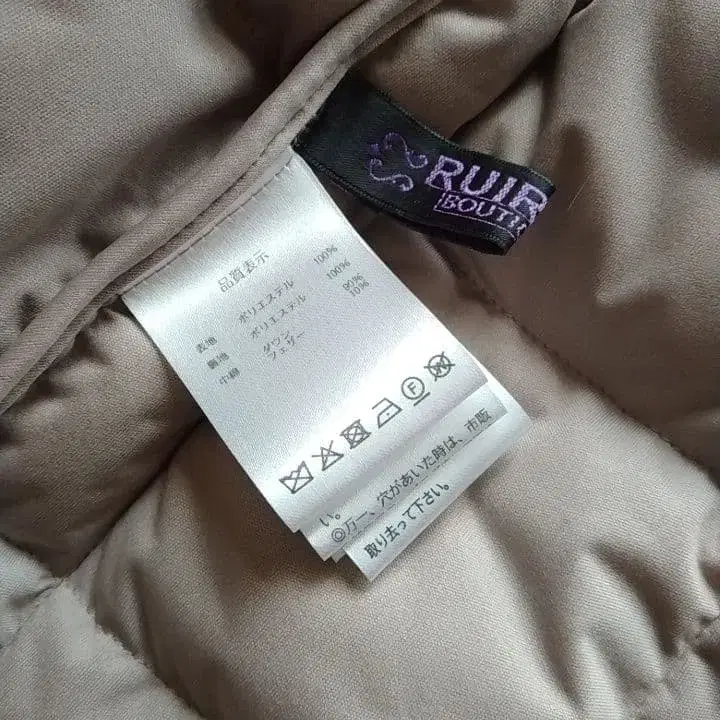 RUIR
BOUTI
品質表示
表地 ポリエステル 100%
裏地 ポリエステル 100%
中綿 ダウン 90%
フェザー 10%
い。
◎万一、穴があいた時は、市販
取り去って下さい。